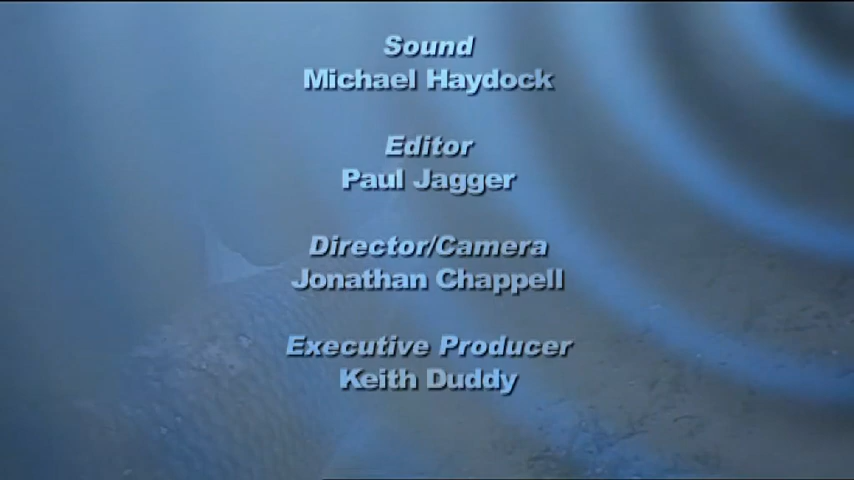 Sound
Michael Haydock
Editor
Paul Jagger
Director/Camera
Jonathan Chappell
Executive Producer
Keith Duddy